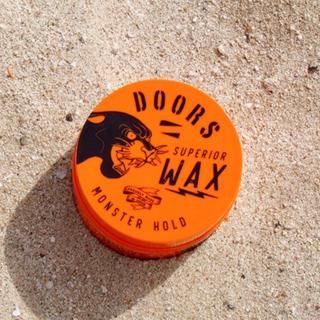 DOORS
SUPERIOR
WAX
MONSTER HOLD